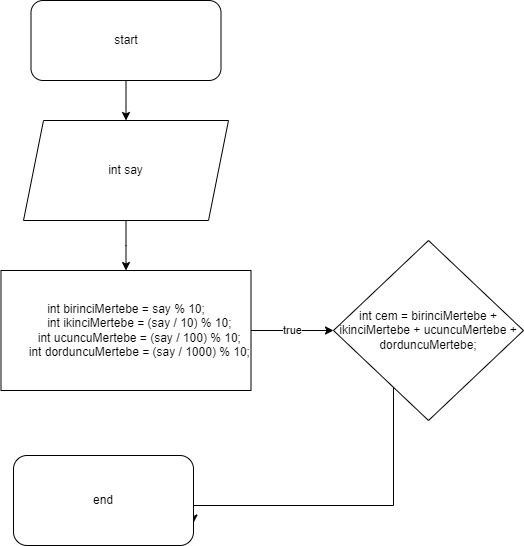 start
int say
int birinciMertebe = say % 10;
int ikinciMertebe = (say / 10) % 10;
int ucuncuMertebe = (say / 100) % 10;
int dorduncuMertebe = (say / 1000) % 10;
true
int cem = birinciMertebe +
ikinciMertebe + ucuncuMertebe +
dorduncuMertebe;
end